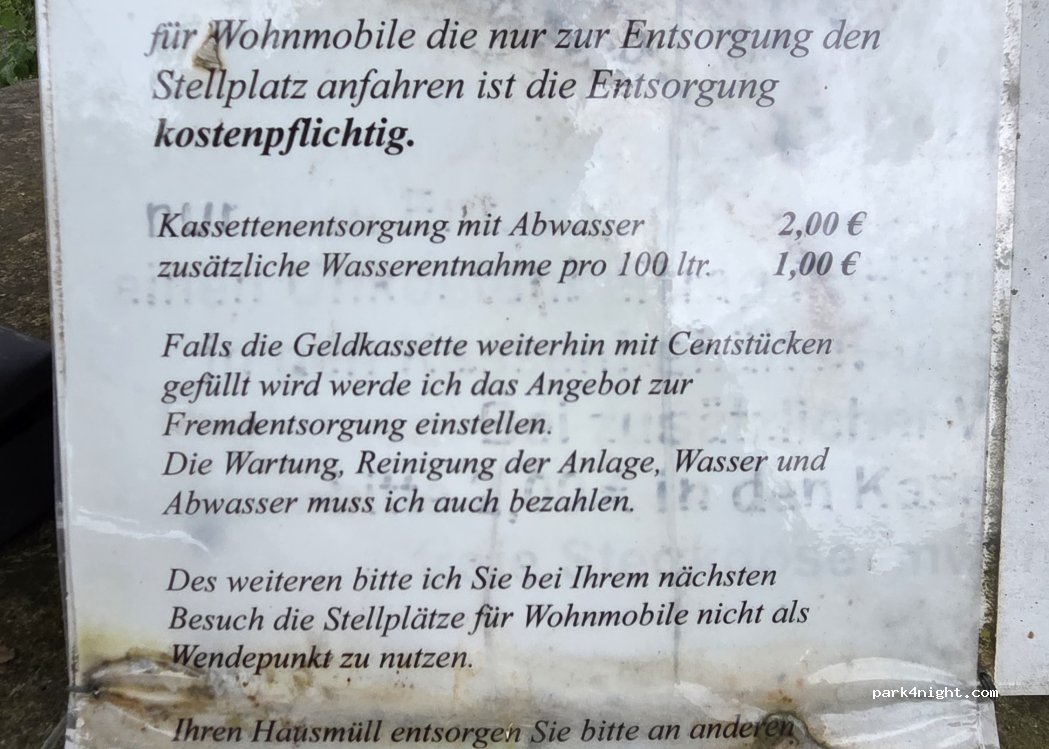 für Wohnmobile die nur zur Entsorgung den
Stellplatz anfahren ist die Entsorgung
kostenpflichtig.
Kassettenentsorgung mit Abwasser 2,00 €
zusätzliche Wasserentnahme pro 100 ltr. 1,00 €
Falls die Geldkassette weiterhin mit Centstücken
gefüllt wird werde ich das Angebot zur
Fremdentsorgung einstellen.
Die Wartung, Reinigung der Anlage, Wasser und
Abwasser muss ich auch bezahlen.
Des weiteren bitte ich Sie bei Ihrem nächsten
Besuch die Stellplätze für Wohnmobile nicht als
Wendepunkt zu nutzen.
Ihren Hausmüll entsorgen Sie bitte an anderen
park4night.com